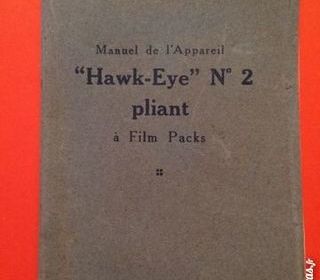 Manuel de l'Appareil
"Hawk-Eye" N° 2
pliant
à Film Packs